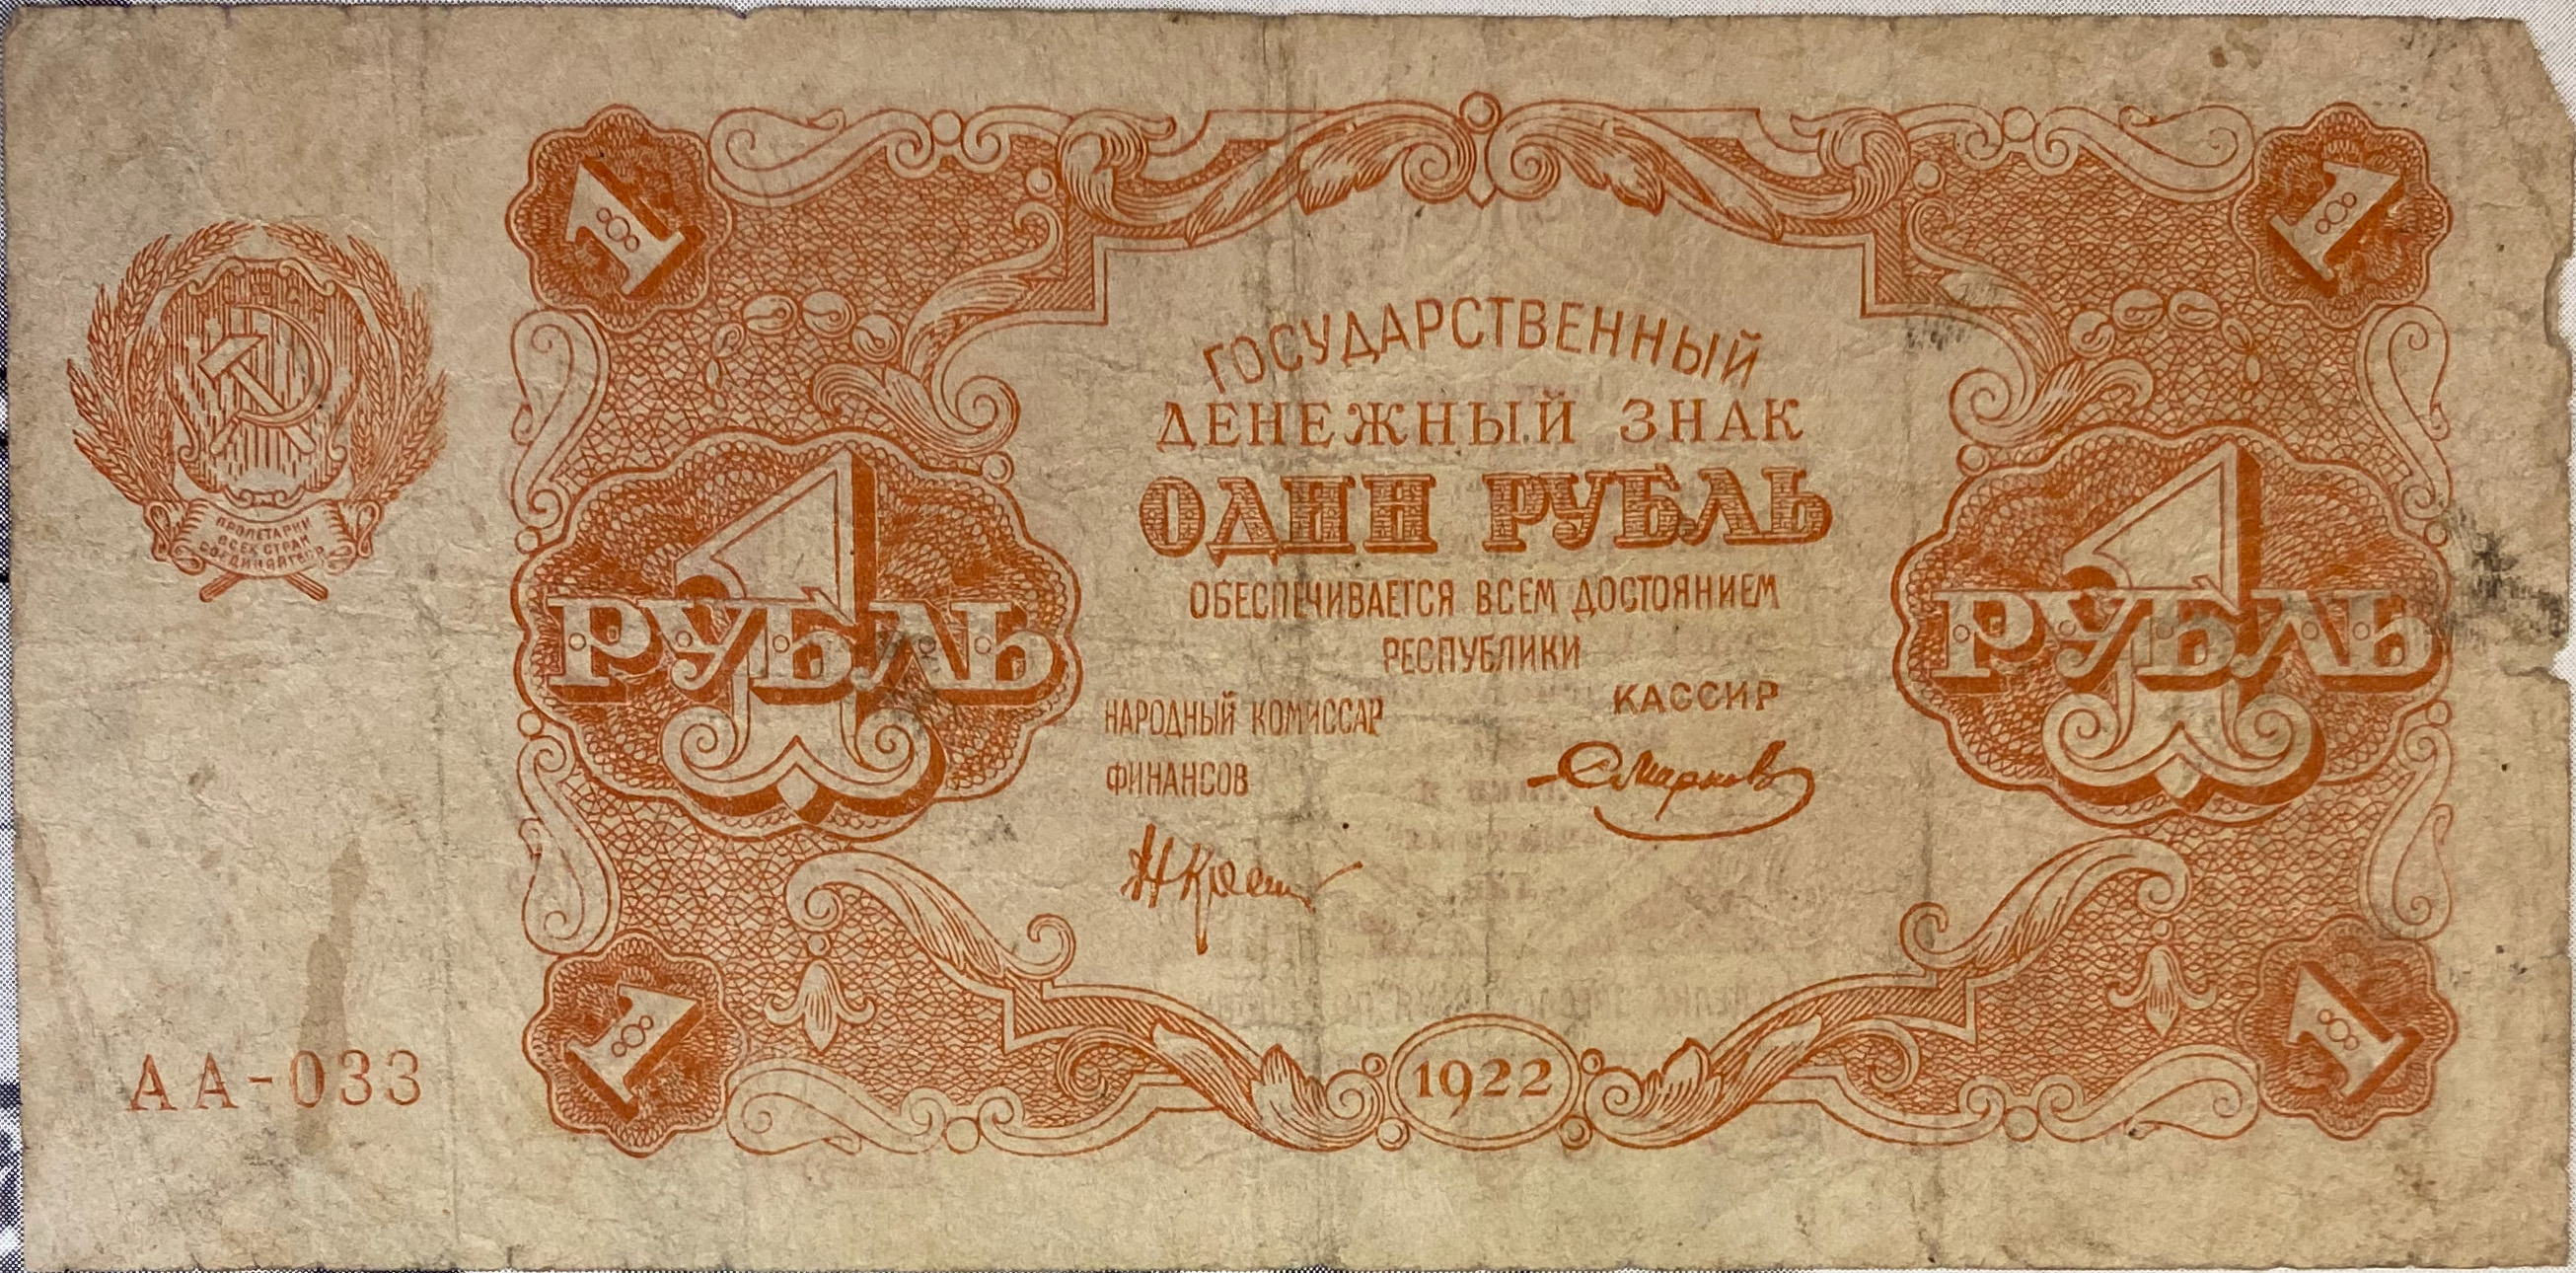 1
1
ГОСУДАРСТВЕННЫЙ
ДЕНЕЖНЫЙ ЗНАК
ОДИН РУБЛЬ
ОБЕСПЕЧИВАЕТСЯ ВСЕМ ДОСТОЯНИЕМ
РЕСПУБЛИКИ
ПРОЛЕТАРИИ
ВСЕХ СТРАН
СОЕДИНЯЙТЕСЬ
1 РУБЛЬ
1 РУБЛЬ
НАРОДНЫЙ КОМИССАР
ФИНАНСОВ
КАССИР
АА-033
1
1922
1